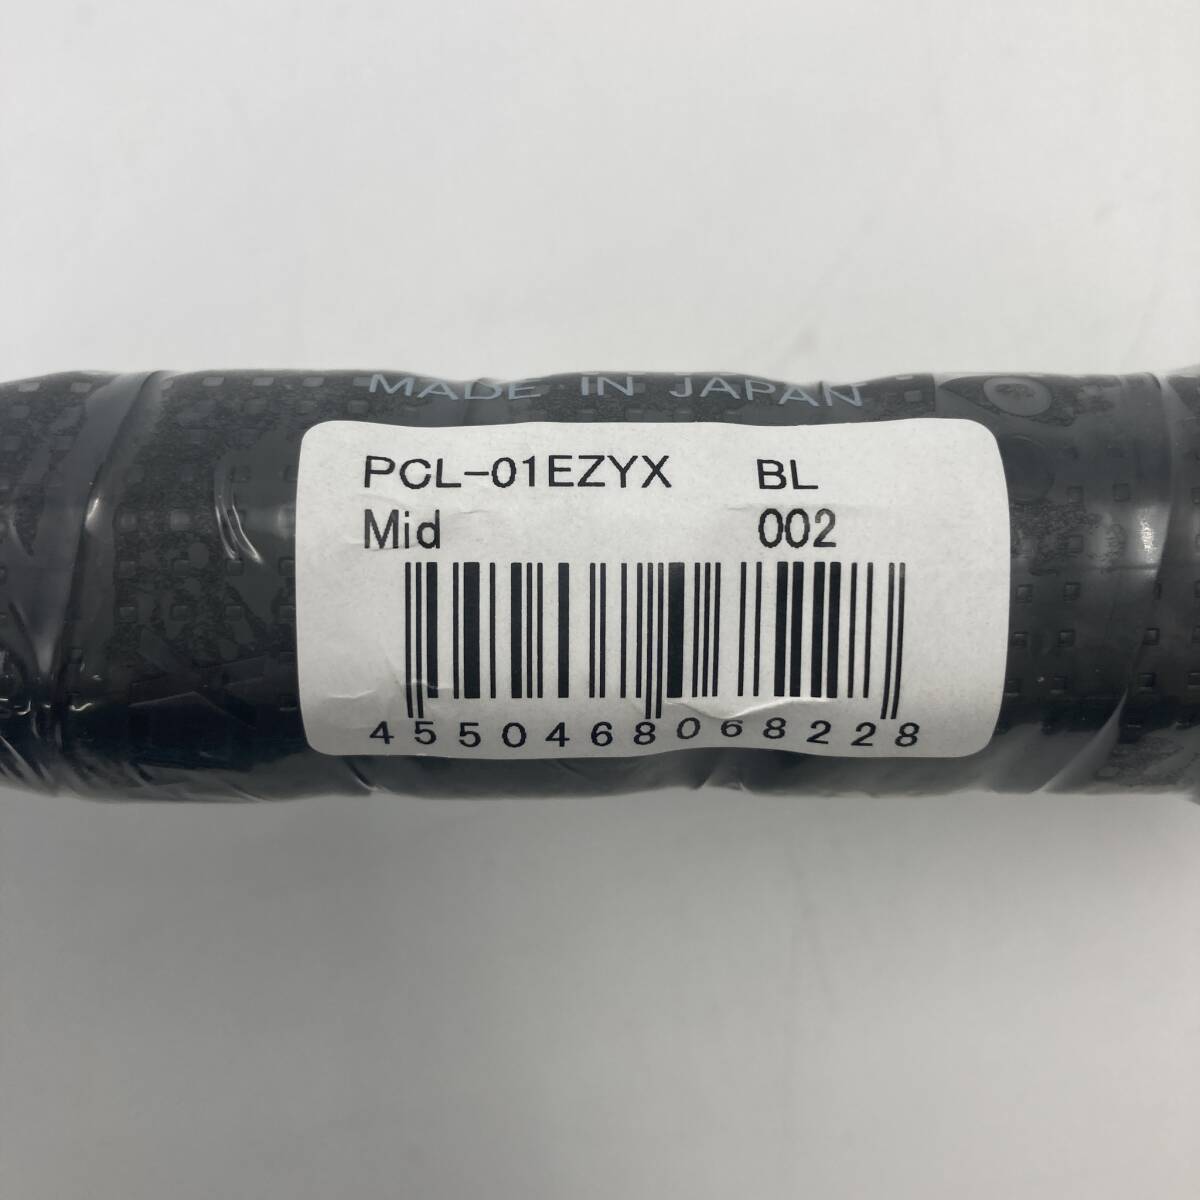 MADE IN JAPAN
PCL-01EZYX BL
Mid 002
4550468068228